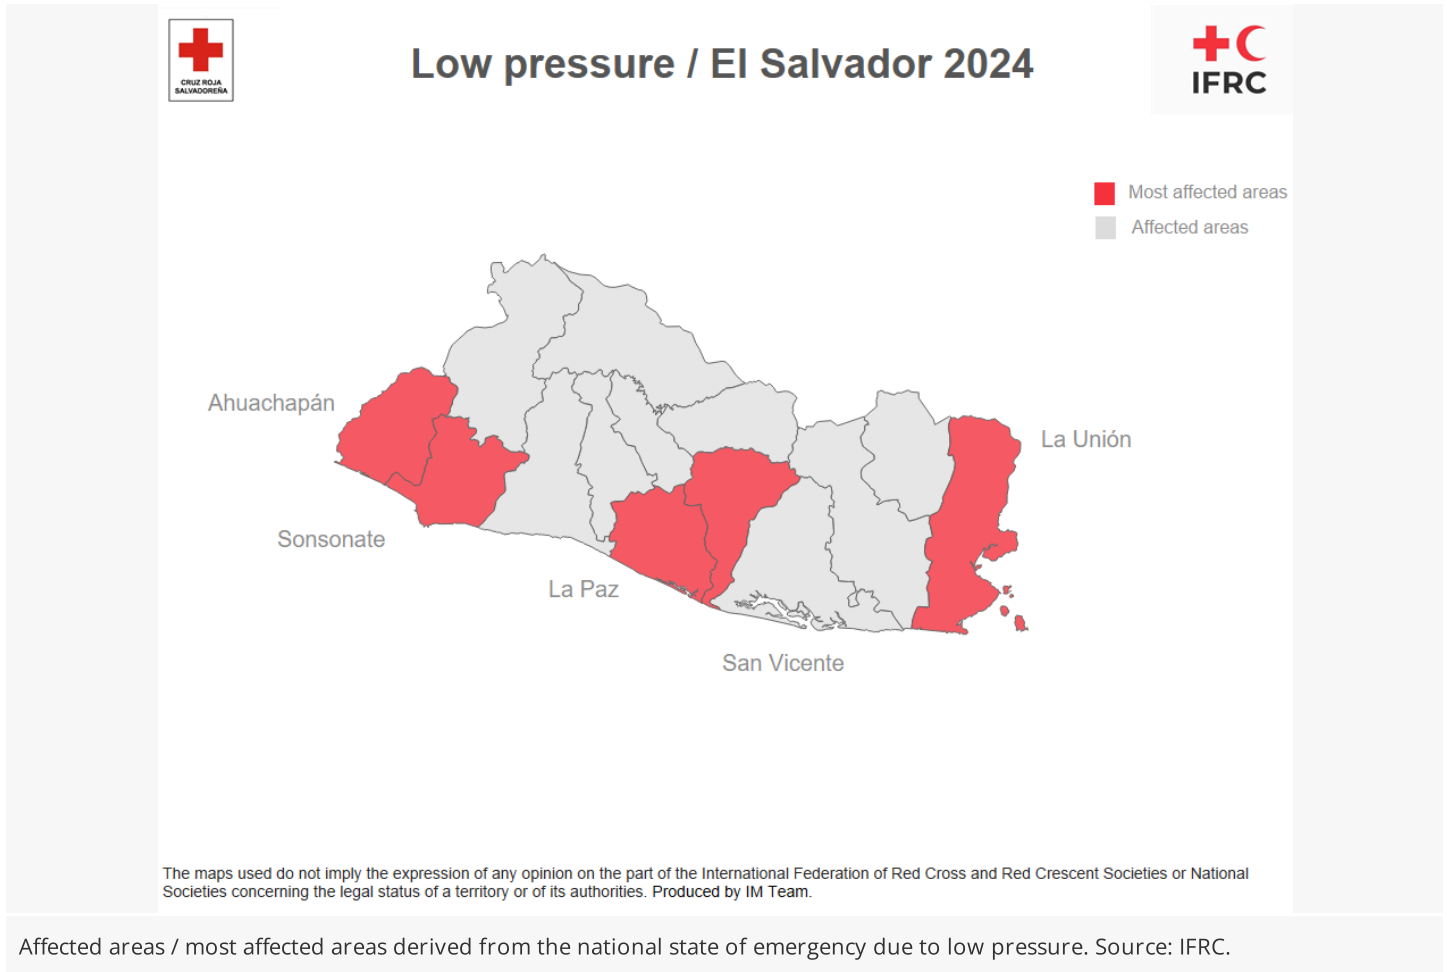 CRUZ ROJA
SALVADOREÑA
Low pressure / El Salvador 2024
IFRC
Most affected areas
Affected areas
Ahuachapán
La Unión
Sonsonate
La Paz
San Vicente
The maps used do not imply the expression of any opinion on the part of the International Federation of Red Cross and Red Crescent Societies or National
Societies concerning the legal status of a territory or of its authorities. Produced by IM Team.
Affected areas / most affected areas derived from the national state of emergency due to low pressure. Source: IFRC.